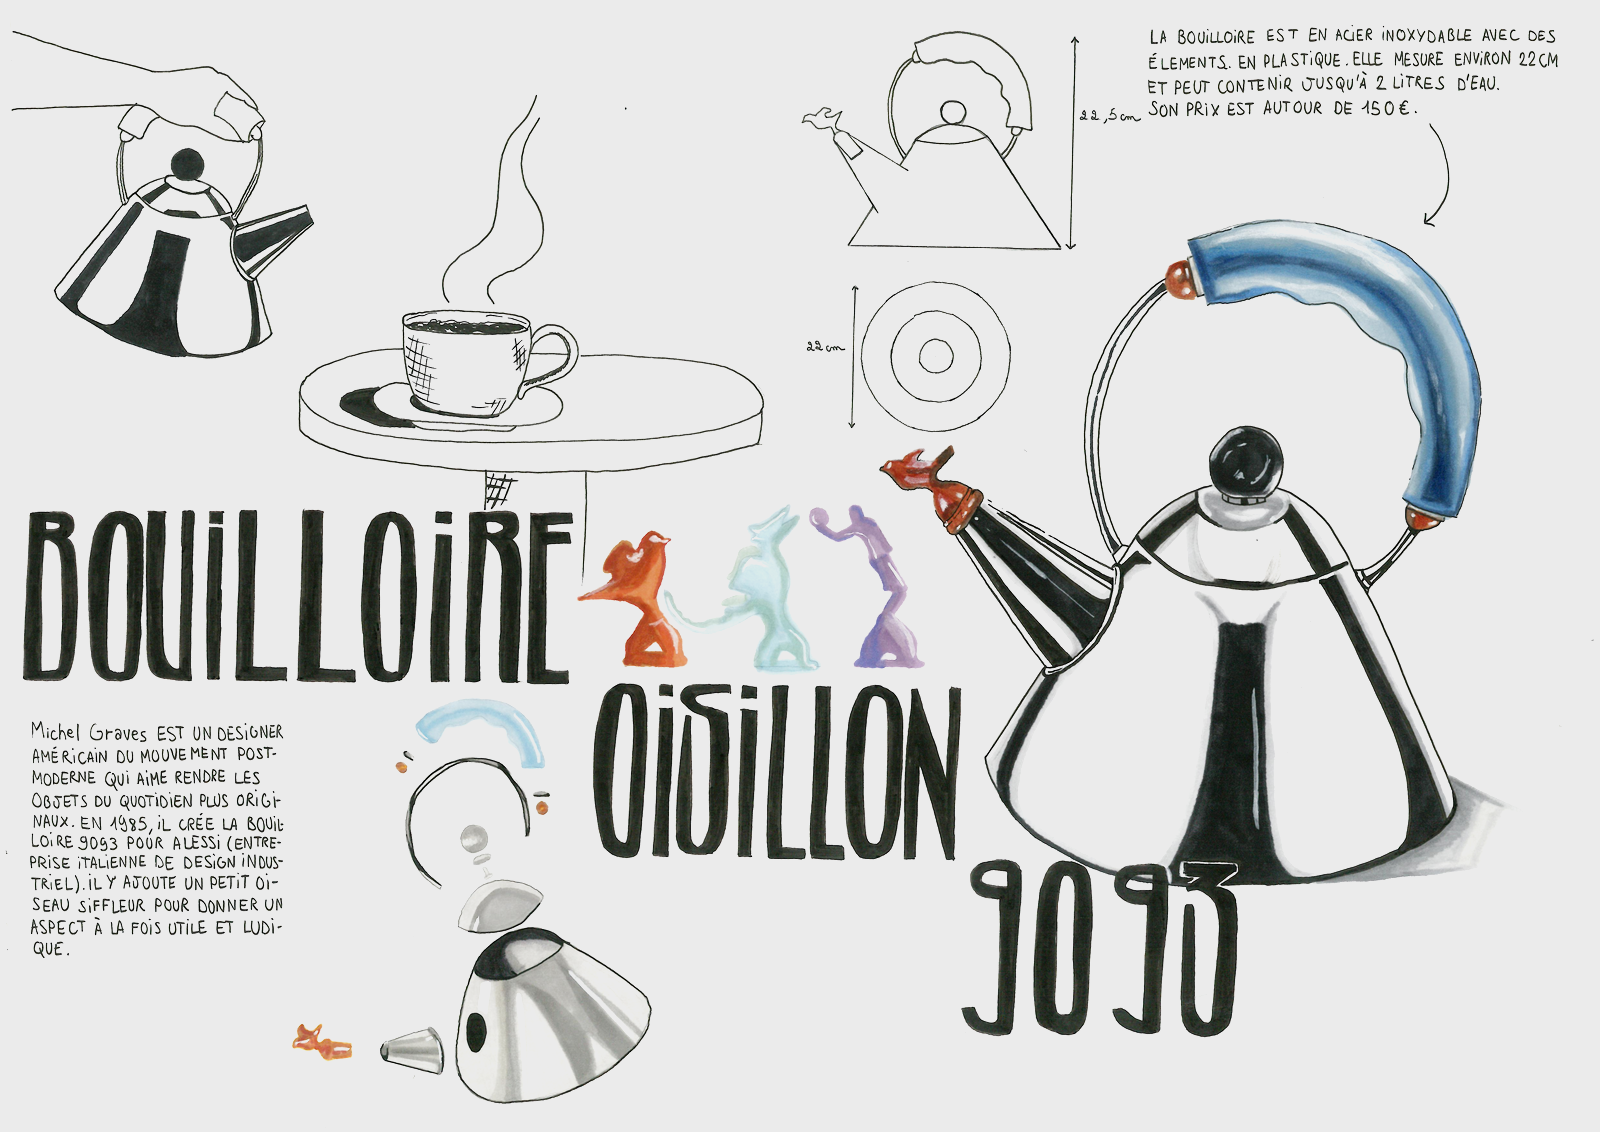 LA BOUILLOIRE EST EN ACIER INOXYDABLE AVEC DES
ÉLEMENTS. EN PLASTIQUE. ELLE MESURE ENVIRON 22CM
ET PEUT CONTENIR JUSQU'À 2 LITRES D'EAU.
SON PRIX EST AUTOUR DE 150€.
22,5cm
22cm
BOUILLOIRE
OISILLON
9093
Michel Graves EST UN DESIGNER
AMÉRICAIN DU MOUVEMENT POST-
MODERNE QUI AIME RENDRE LES
OBJETS DU QUOTIDIEN PLUS ORIGI-
NAUX. EN 1985, IL CRÉE LA BOUIL-
LOIRE 9093 POUR ALESSI (ENTRE-
PRISE ITALIENNE DE DESIGN INDUS-
TRIEL). IL Y AJOUTE UN PETIT OI-
SEAU SIFFLEUR POUR DONNER UN
ASPECT À LA FOIS UTILE ET LUDI-
QUE.